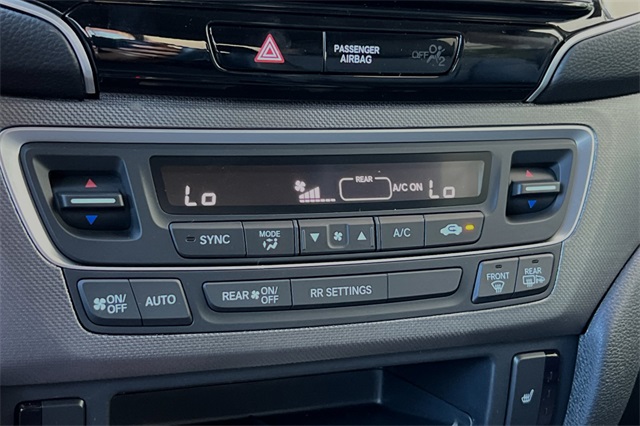 PASSENGER
AIRBAG
OFF
Lo
REAR
A/C ON
Lo
SYNC
MODE
A/C
ON/
OFF
AUTO
REAR ON/
OFF
RR SETTINGS
FRONT
REAR